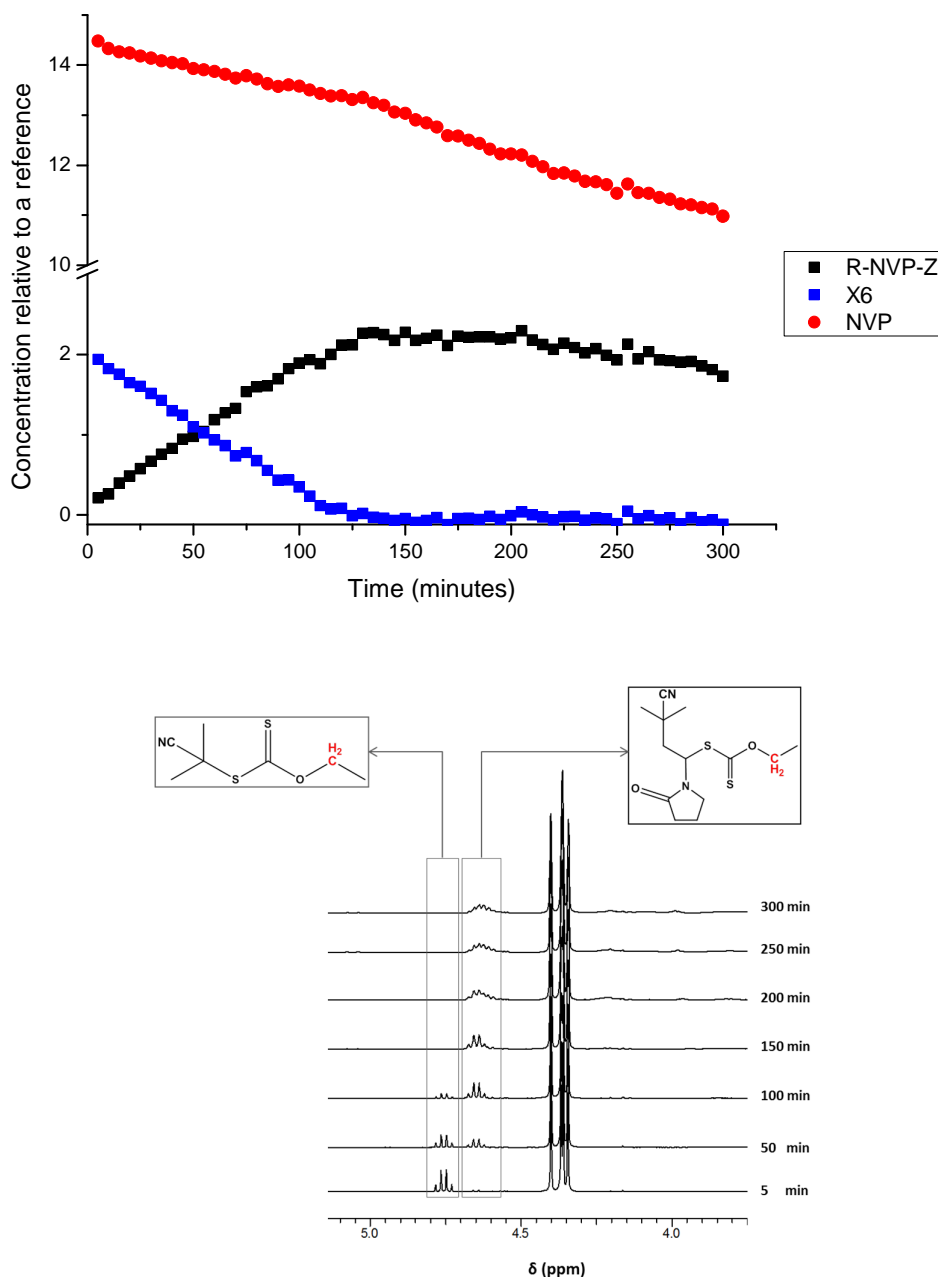 14
12
10
2
0
Concentration relative to a reference
0 50 100 150 200 250 300
Time (minutes)
R-NVP-Z
X6
NVP
NC
S
S
O
H2
C
CN
S
O
C
H2
S
N
O
300 min
250 min
200 min
150 min
100 min
50 min
5 min
5.0 4.5 4.0
δ (ppm)